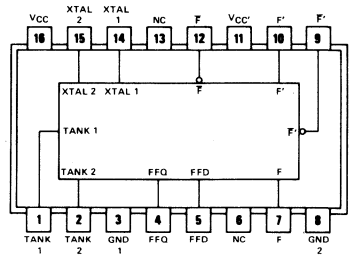 XTAL XTAL
VCC 2 1 NC F̅ VCC' F' F̅'
16 15 14 13 12 11 10 9
XTAL 2 XTAL 1 F̅ F'
TANK 1 F̅'
TANK 2 FFQ FFD F
1 2 3 4 5 6 7 8
TANK TANK GND FFQ FFD NC F GND
1 2 1 2